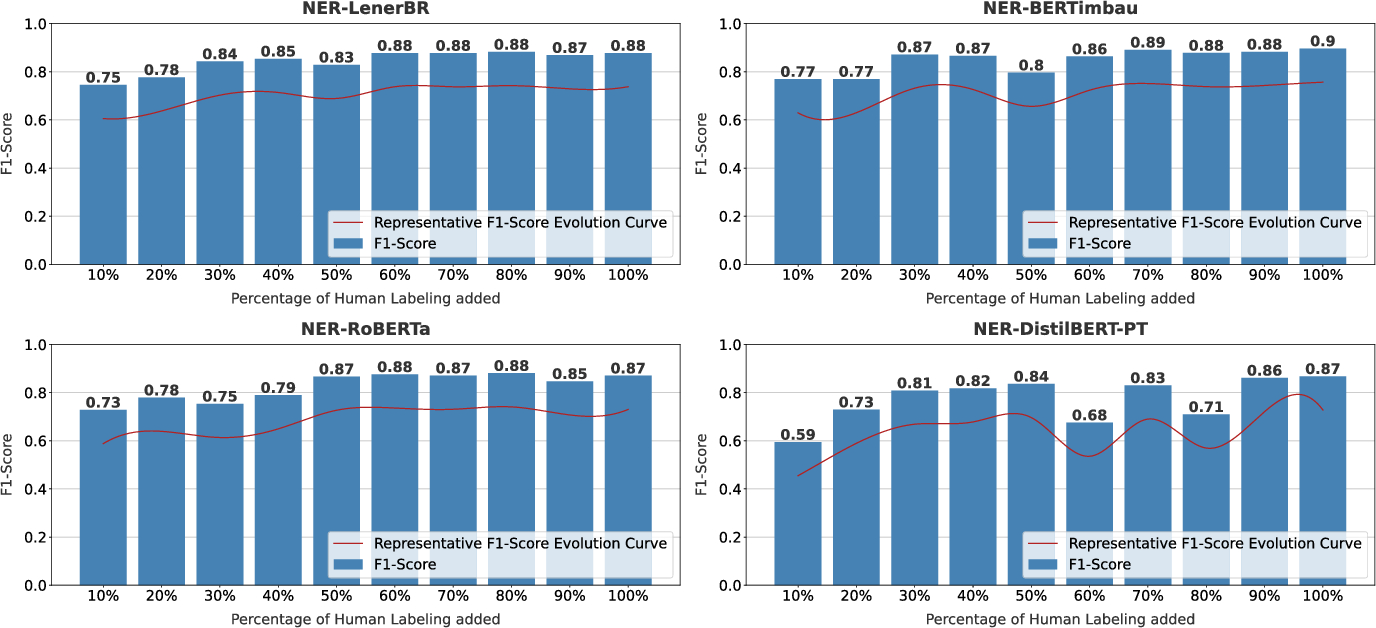 NER-LenerBR
F1-Score
1.0
0.8
0.6
0.4
0.2
0.0
0.75 0.78 0.84 0.85 0.83 0.88 0.88 0.88 0.87 0.88
Representative F1-Score Evolution Curve
F1-Score
10% 20% 30% 40% 50% 60% 70% 80% 90% 100%
Percentage of Human Labeling added
NER-BERTimbau
F1-Score
1.0
0.8
0.6
0.4
0.2
0.0
0.77 0.77 0.87 0.87 0.8 0.86 0.89 0.88 0.88 0.9
Representative F1-Score Evolution Curve
F1-Score
10% 20% 30% 40% 50% 60% 70% 80% 90% 100%
Percentage of Human Labeling added
NER-RoBERTa
F1-Score
1.0
0.8
0.6
0.4
0.2
0.0
0.73 0.78 0.75 0.79 0.87 0.88 0.87 0.88 0.85 0.87
Representative F1-Score Evolution Curve
F1-Score
10% 20% 30% 40% 50% 60% 70% 80% 90% 100%
Percentage of Human Labeling added
NER-DistilBERT-PT
F1-Score
1.0
0.8
0.6
0.4
0.2
0.0
0.59 0.73 0.81 0.82 0.84 0.68 0.83 0.71 0.86 0.87
Representative F1-Score Evolution Curve
F1-Score
10% 20% 30% 40% 50% 60% 70% 80% 90% 100%
Percentage of Human Labeling added